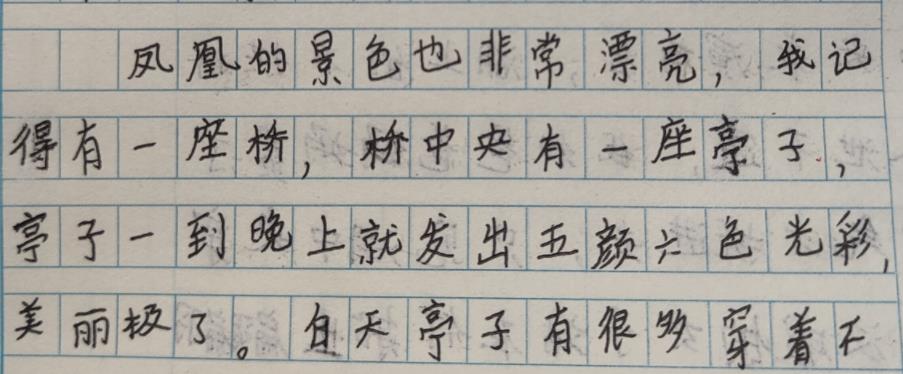 凤凰的景色也非常漂亮，我记
得有一座桥，桥中央有一座亭子，
亭子一到晚上就发出五颜六色光彩，
美丽极了。白天亭子有很多穿着不